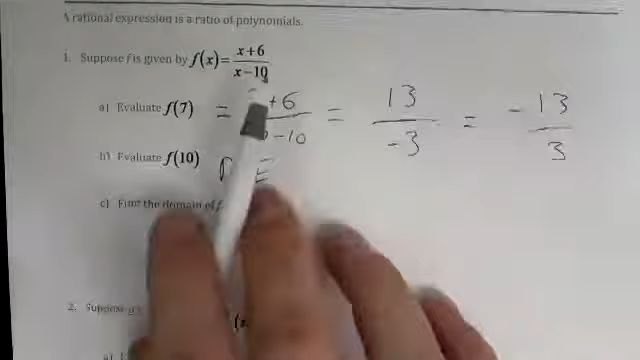 A rational expression is a ratio of polynomials.
1. Suppose f is given by f(x)= x+6 / x−10
a) Evaluate f(7) = +6 / −10 = 13 / -3 = - 13 / 3
b) Evaluate f(10)
c) Find the domain of f
2. Suppose